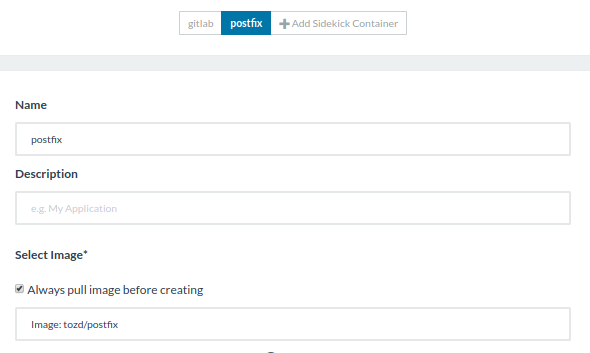 gitlab postfix + Add Sidekick Container
Name
postfix
Description
e.g. My Application
Select Image*
Always pull image before creating
Image: tozd/postfix